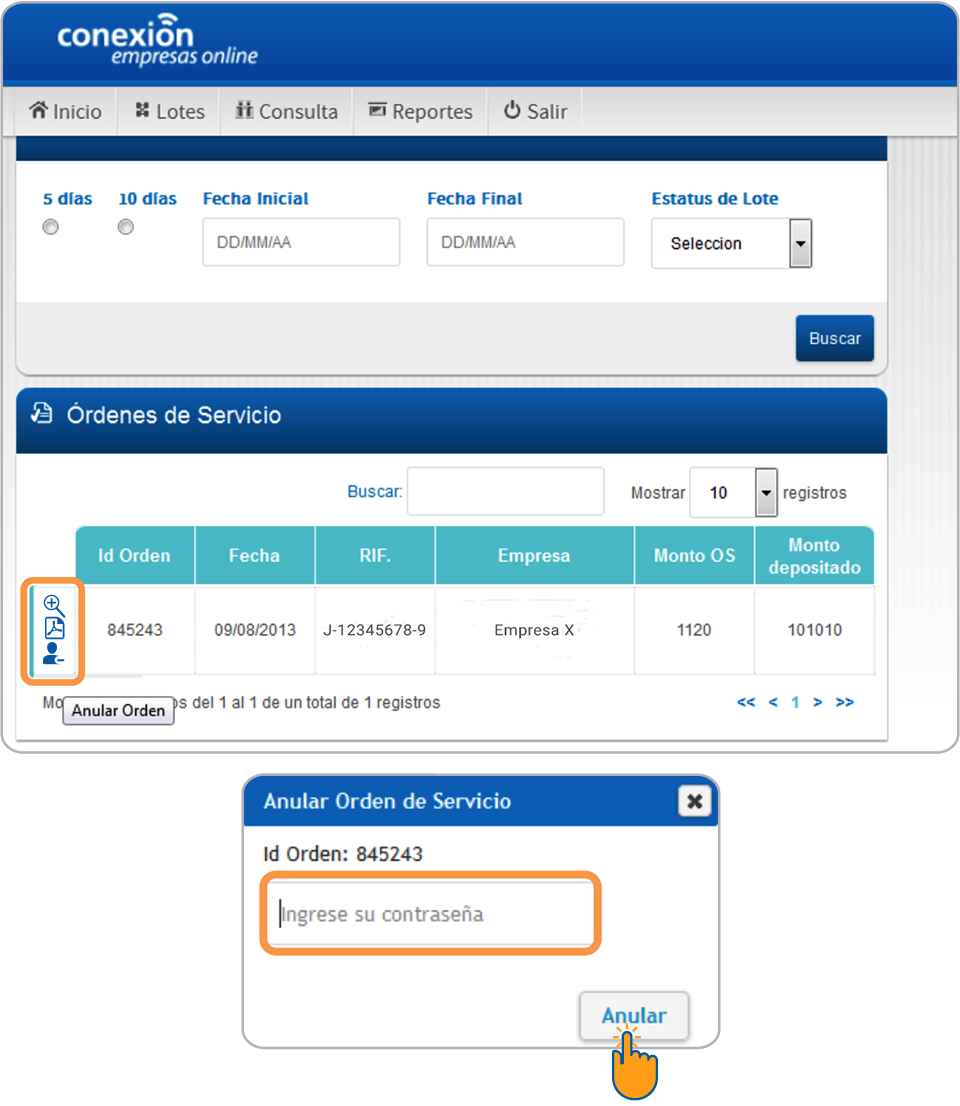 conexión
empresas online
Inicio Lotes Consulta Reportes Salir
5 días 10 días Fecha Inicial Fecha Final Estatus de Lote
DD/MM/AA DD/MM/AA Seleccion
Buscar
Órdenes de Servicio
Buscar: Mostrar 10 registros
Id Orden Fecha RIF. Empresa Monto OS Monto depositado
845243 09/08/2013 J-12345678-9 Empresa X 1120 101010
Mo os del 1 al 1 de un total de 1 registros << < 1 > >>
Anular Orden
Anular Orden de Servicio
Id Orden: 845243
Ingrese su contraseña
Anular